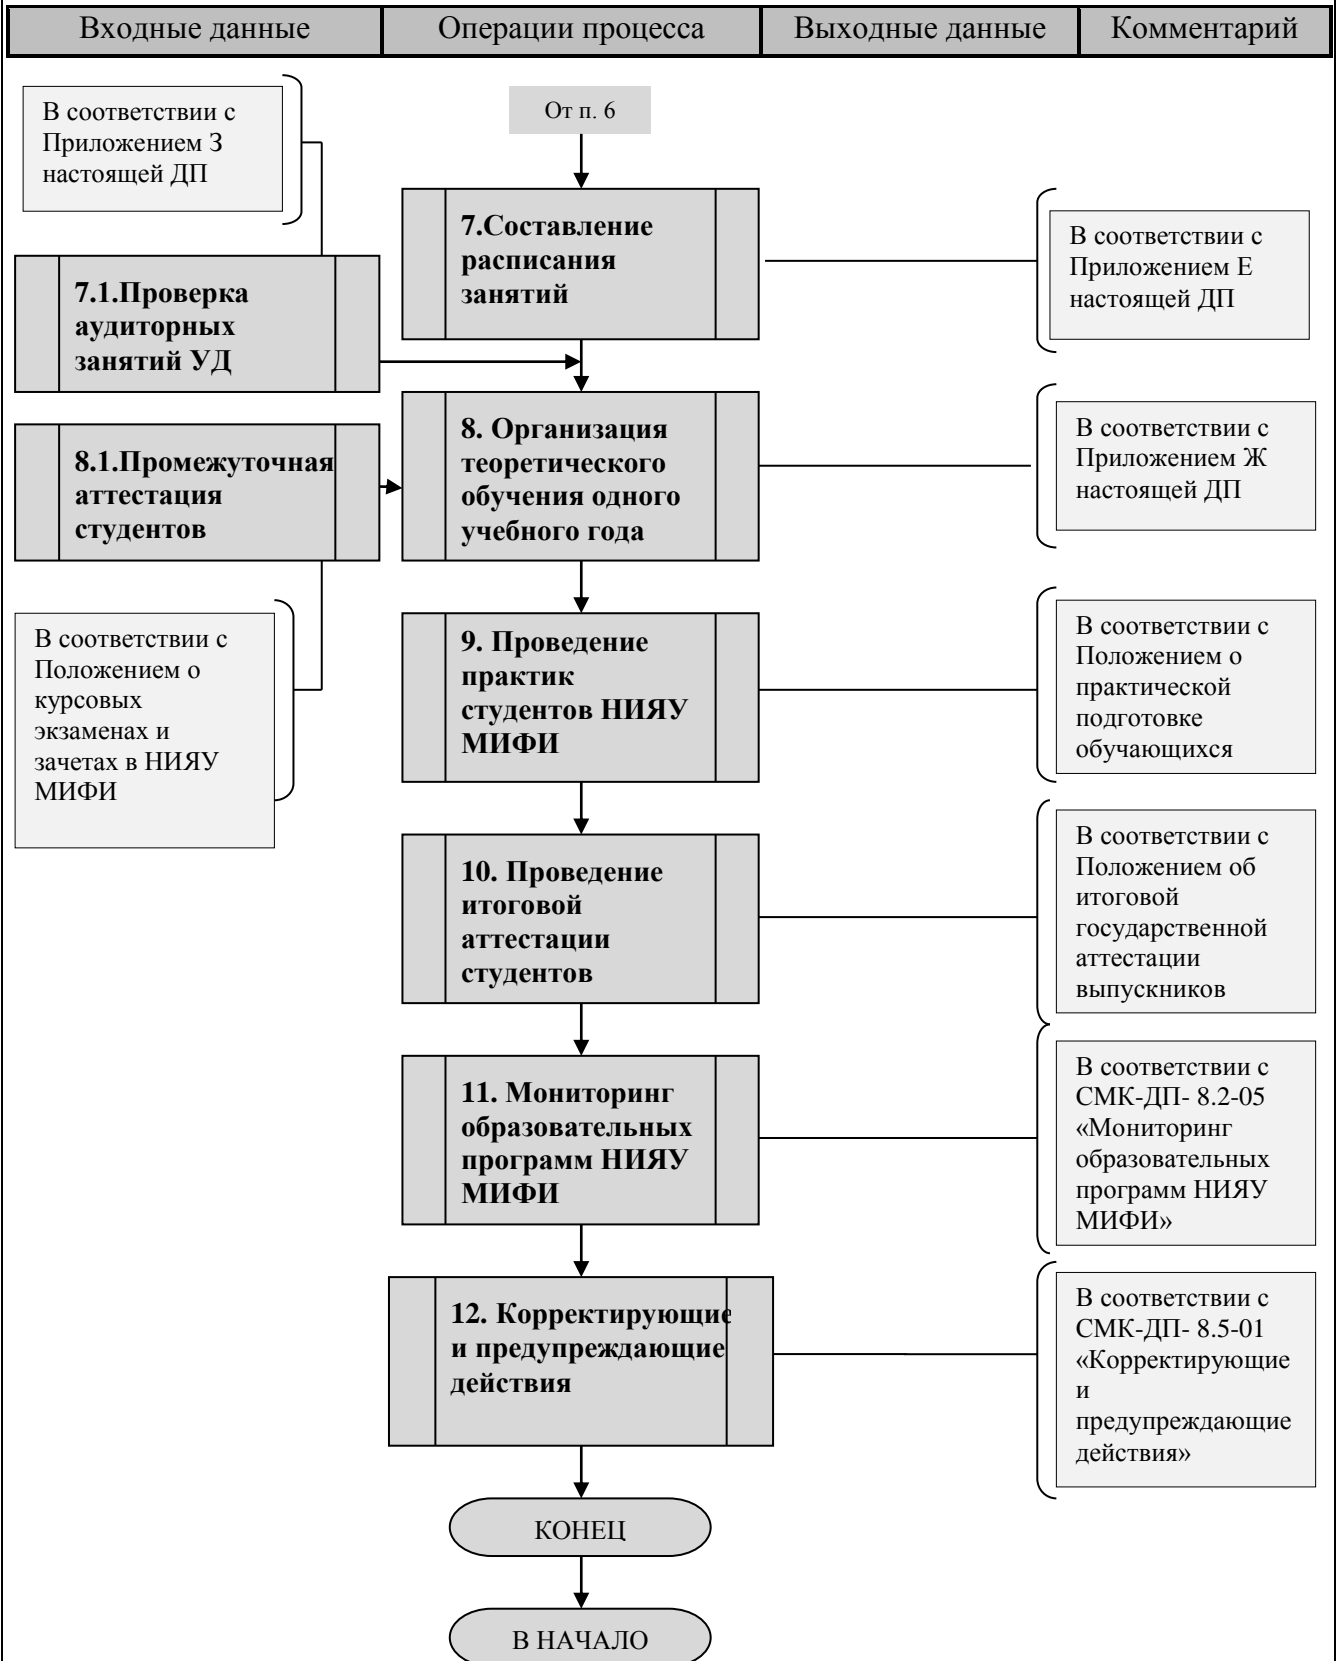 Входные данные
Операции процесса
Выходные данные
Комментарий
В соответствии с
Приложением З
настоящей ДП
От п. 6
7.Составление
расписания
занятий
В соответствии с
Приложением Е
настоящей ДП
7.1.Проверка
аудиторных
занятий УД
8. Организация
теоретического
обучения одного
учебного года
В соответствии с
Приложением Ж
настоящей ДП
8.1.Промежуточная
аттестация
студентов
В соответствии с
Положением о
курсовых
экзаменах и
зачетах в НИЯУ
МИФИ
9. Проведение
практик
студентов НИЯУ
МИФИ
В соответствии с
Положением о
практической
подготовке
обучающихся
10. Проведение
итоговой
аттестации
студентов
В соответствии с
Положением об
итоговой
государственной
аттестации
выпускников
11. Мониторинг
образовательных
программ НИЯУ
МИФИ
В соответствии с
СМК-ДП- 8.2-05
«Мониторинг
образовательных
программ НИЯУ
МИФИ»
12. Корректирующие
и предупреждающие
действия
В соответствии с
СМК-ДП- 8.5-01
«Корректирующие
и
предупреждающие
действия»
КОНЕЦ
В НАЧАЛО